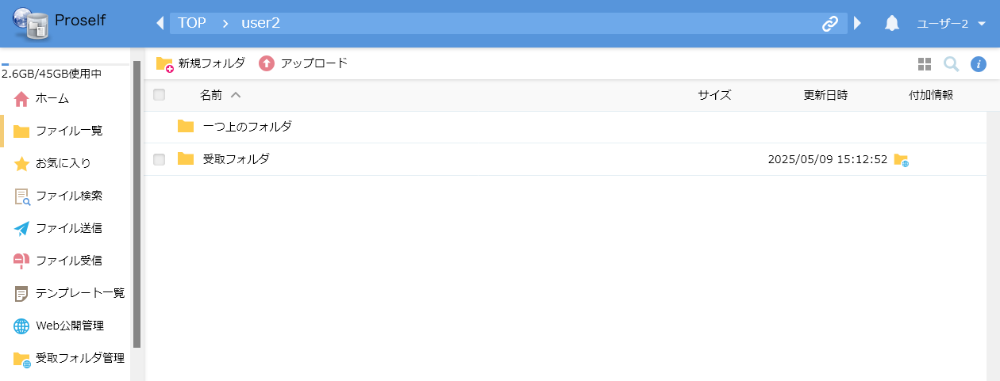 Proself
TOP > user2
ユーザー2
2.6GB/45GB使用中
ホーム
ファイル一覧
お気に入り
ファイル検索
ファイル送信
ファイル受信
テンプレート一覧
Web公開管理
受取フォルダ管理
新規フォルダ アップロード
名前 サイズ 更新日時 付加情報
一つ上のフォルダ
受取フォルダ 2025/05/09 15:12:52